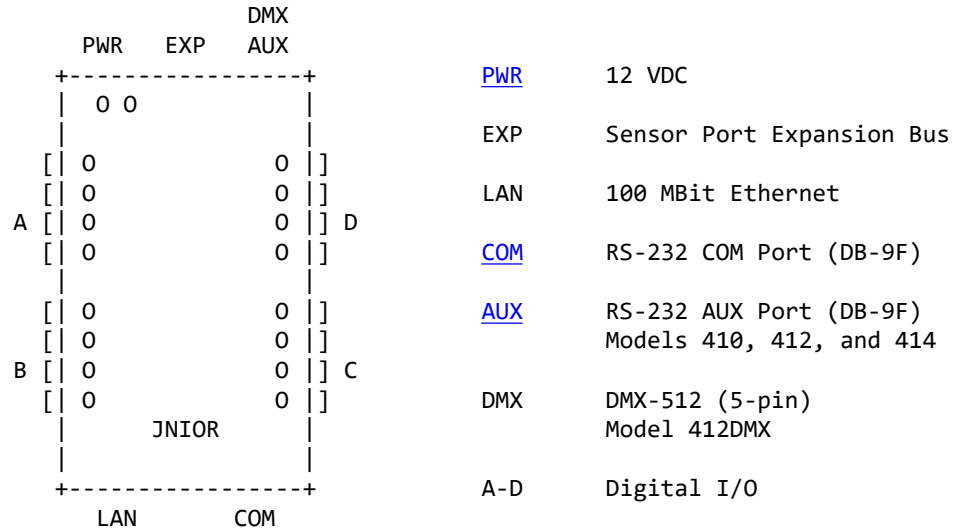 DMX
PWR EXP AUX
+------------------+
| O O |
| |
[| O O |]
[| O O |]
A [| O O |] D
[| O O |]
| |
[| O O |]
[| O O |]
B [| O O |] C
[| O O |]
| JNIOR |
| |
+------------------+
LAN COM
PWR 12 VDC
EXP Sensor Port Expansion Bus
LAN 100 MBit Ethernet
COM RS-232 COM Port (DB-9F)
AUX RS-232 AUX Port (DB-9F)
Models 410, 412, and 414
DMX DMX-512 (5-pin)
Model 412DMX
A-D Digital I/O